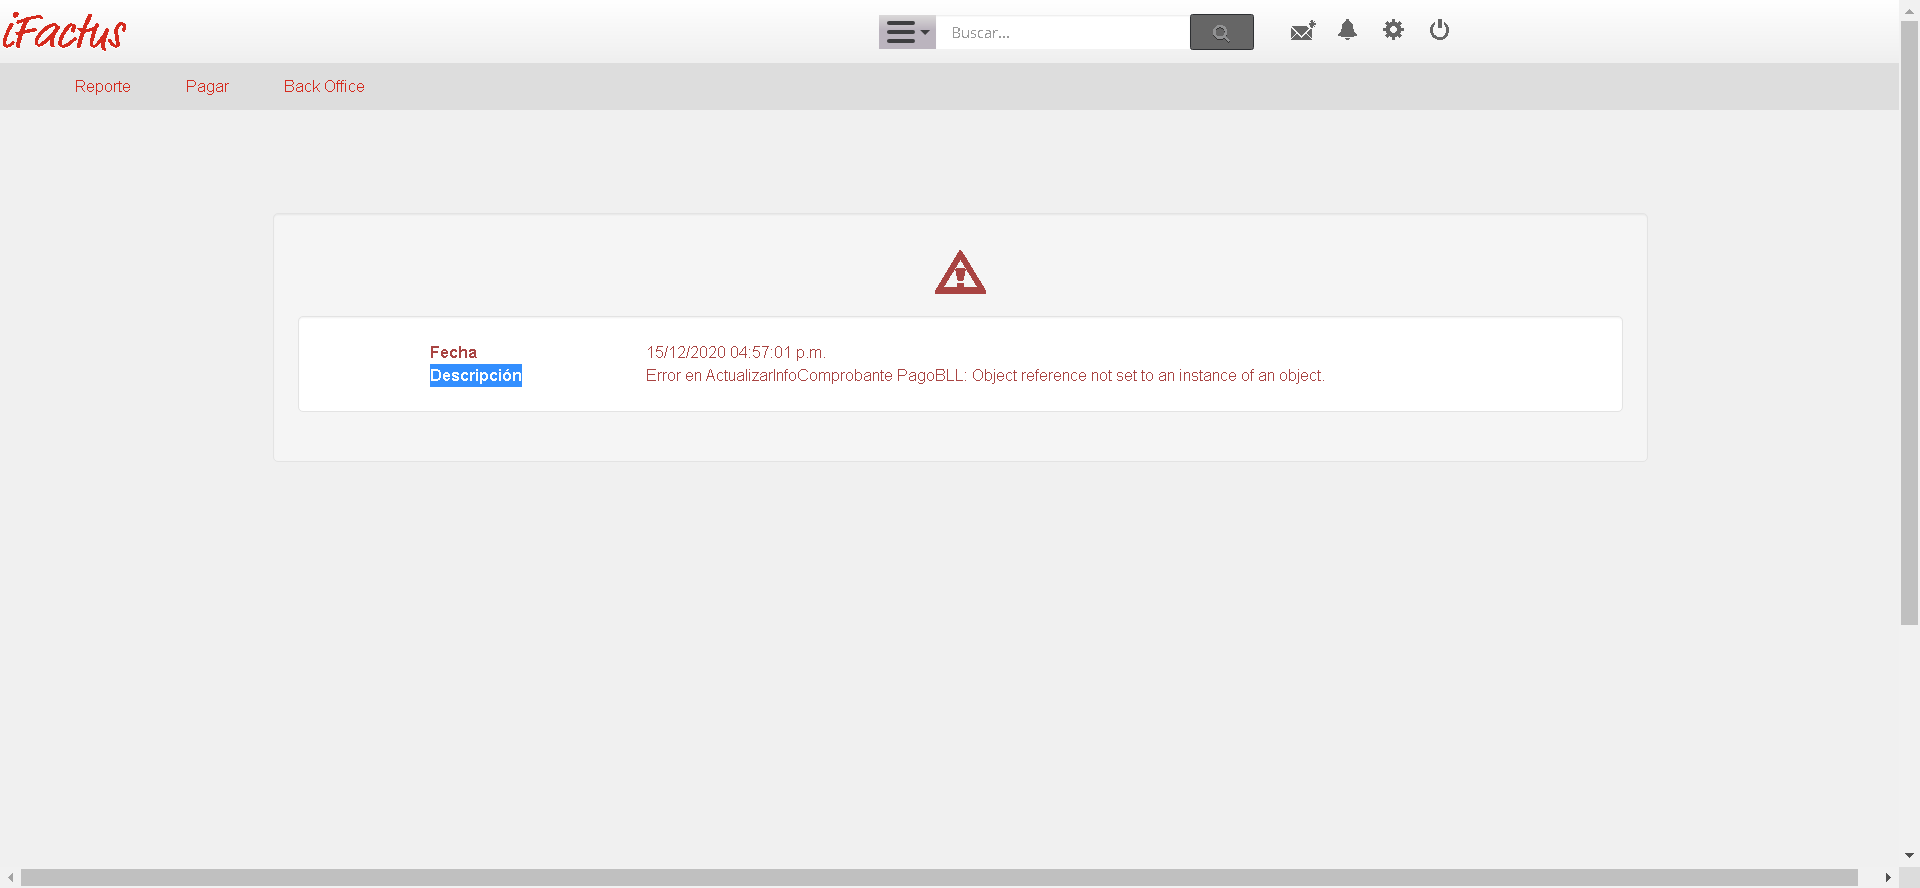 iFactus
Buscar...
Reporte
Pagar
Back Office
Fecha 15/12/2020 04:57:01 p.m.
Descripción Error en ActualizarInfoComprobante PagoBLL: Object reference not set to an instance of an object.